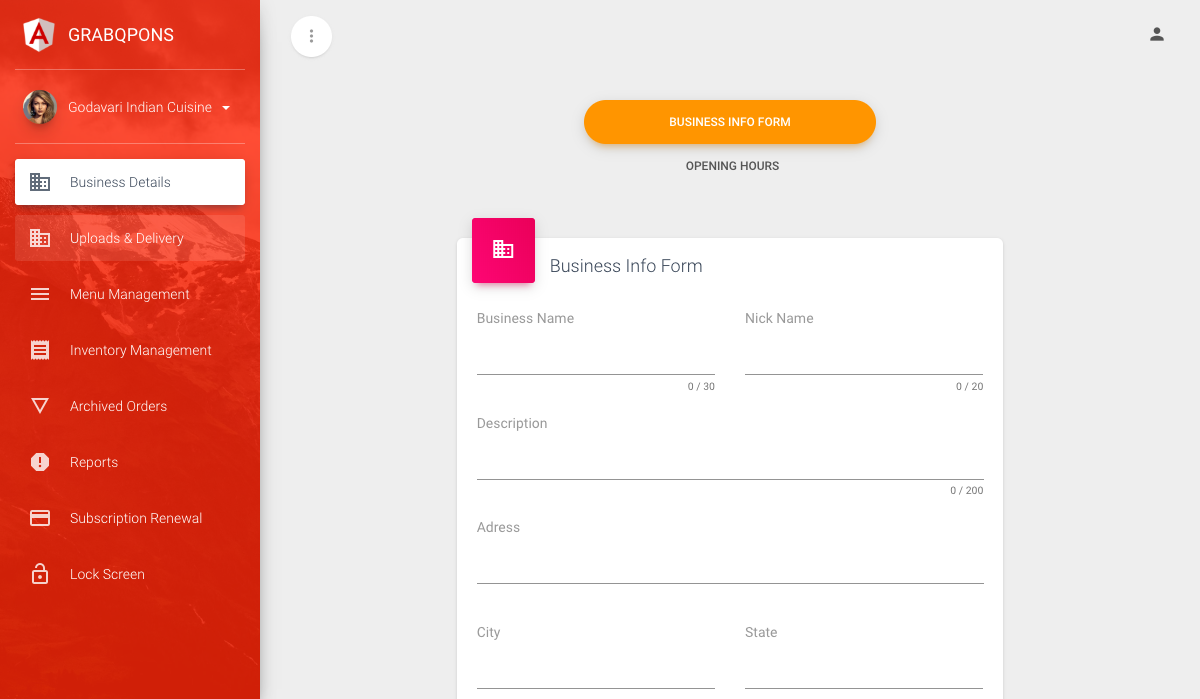 GRABQPONS
Godavari Indian Cuisine
Business Details
Uploads & Delivery
Menu Management
Inventory Management
Archived Orders
Reports
Subscription Renewal
Lock Screen
BUSINESS INFO FORM
OPENING HOURS
Business Info Form
Business Name Nick Name
0 / 30 0 / 20
Description
0 / 200
Adress
City State